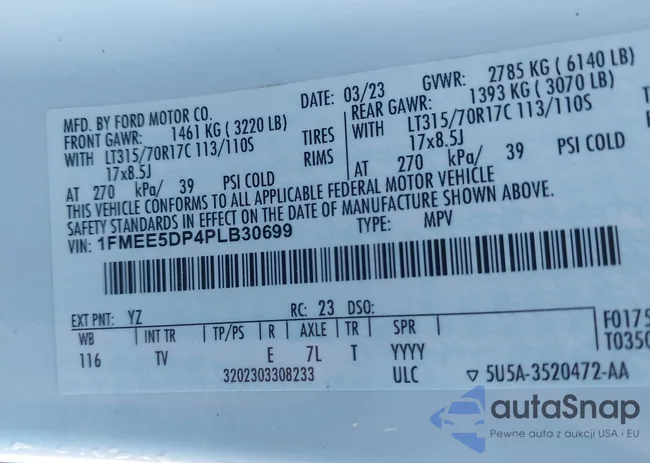 MFD. BY FORD MOTOR CO. DATE: 03/23 GVWR: 2785 KG ( 6140 LB)
FRONT GAWR: 1461 KG ( 3220 LB) REAR GAWR: 1393 KG ( 3070 LB)
WITH LT315/70R17C 113/110S TIRES WITH LT315/70R17C 113/110S
17x8.5J RIMS 17x8.5J
AT 270 kPa/ 39 PSI COLD AT 270 kPa/ 39 PSI COLD
THIS VEHICLE CONFORMS TO ALL APPLICABLE FEDERAL MOTOR VEHICLE
SAFETY STANDARDS IN EFFECT ON THE DATE OF MANUFACTURE SHOWN ABOVE.
VIN: 1FMEE5DP4PLB30699 TYPE: MPV
EXT PNT: YZ RC: 23 DSO:
WB INT TR TP/PS R AXLE TR SPR F0175
116 TV E 7L T YYYY T0350
3202303308233 ULC ▽ 5U5A-3520472-AA
autaSnap
Pewne auta z aukcji USA i EU